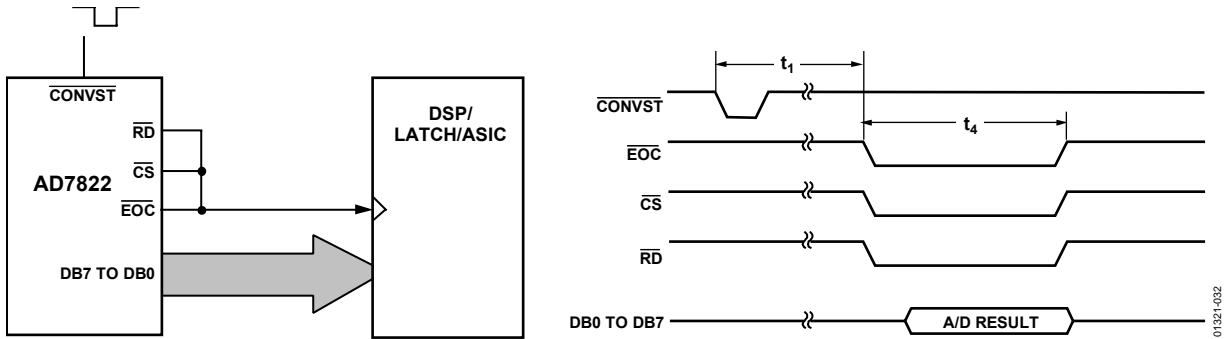 CONVST
RD
CS
EOC
AD7822
DB7 TO DB0
DSP/
LATCH/ASIC
t1
CONVST
t4
EOC
CS
RD
DB0 TO DB7
A/D RESULT
01321-032